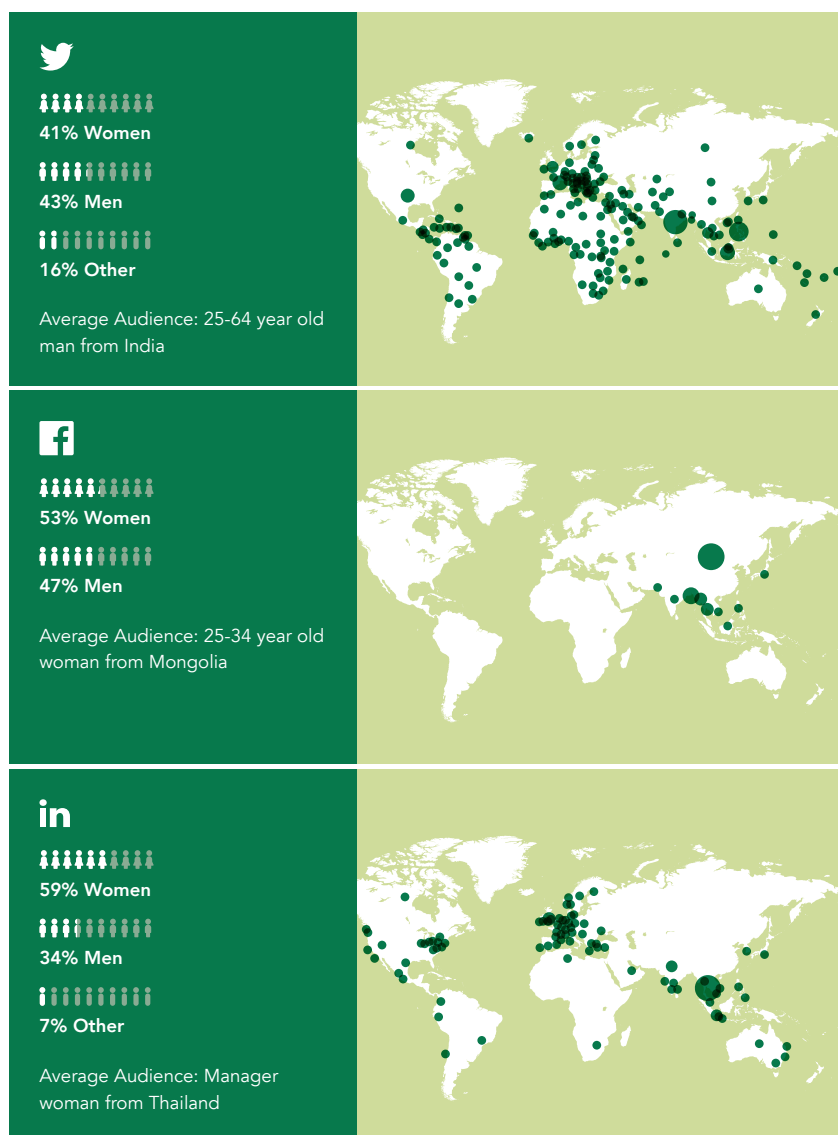 41% Women
43% Men
16% Other
Average Audience: 25-64 year old
man from India
53% Women
47% Men
Average Audience: 25-34 year old
woman from Mongolia
in
59% Women
34% Men
7% Other
Average Audience: Manager
woman from Thailand